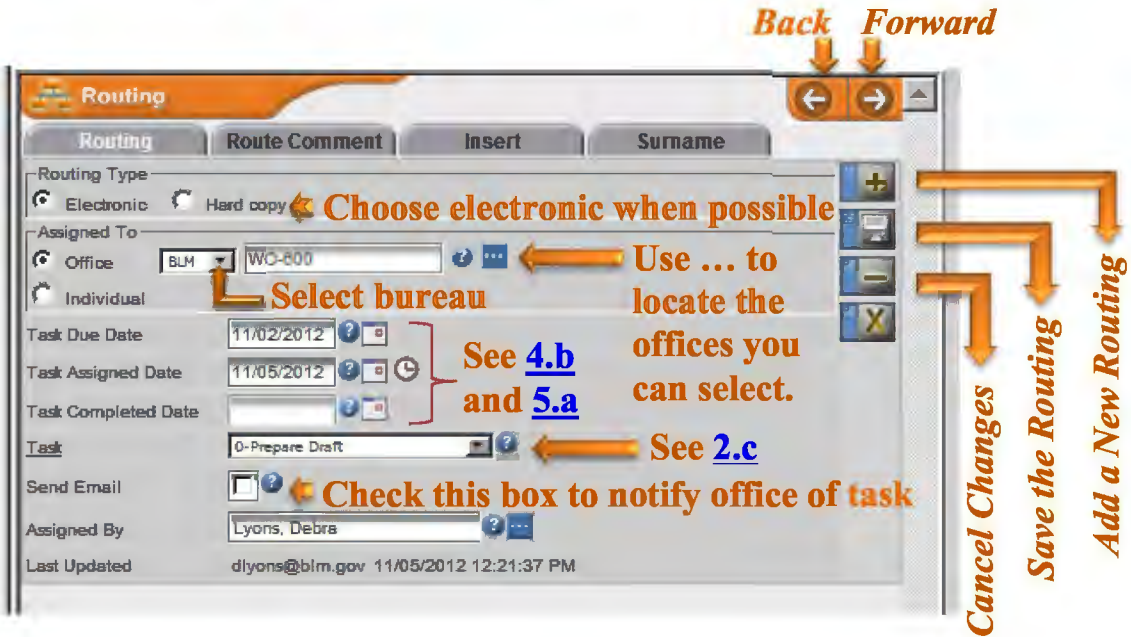 Back Forward
Routing
Routing Route Comment Insert Surname
Routing Type
Electronic Hard copy Choose electronic when possible
Assigned To
Office BLM WO-600 ? ... Use ... to
Individual Select bureau locate the
offices you
can select.
Task Due Date 11/02/2012 ?
Task Assigned Date 11/05/2012 ?
Task Completed Date ?
See 4.b
and 5.a
Task 0-Prepare Draft ? See 2.c
Send Email ? Check this box to notify office of task
Assigned By Lyons, Debra ? ...
Last Updated dlyons@blm.gov 11/05/2012 12:21:37 PM
Cancel Changes
Save the Routing
Add a New Routing